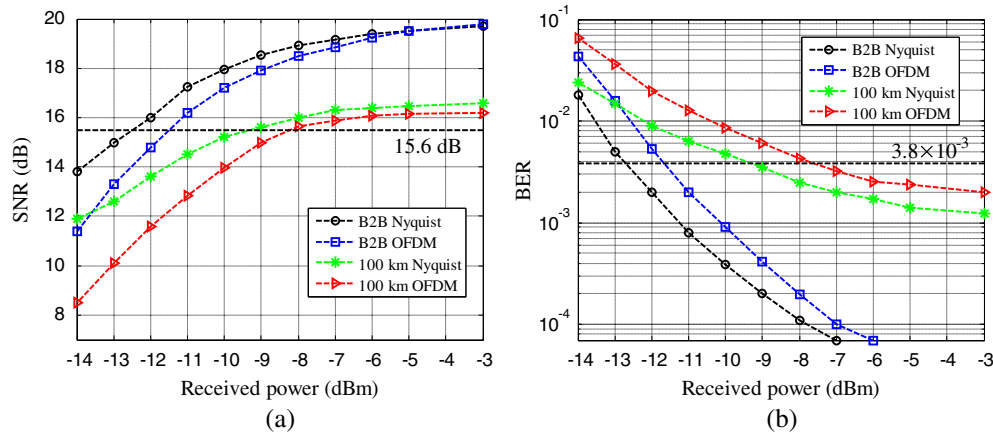 20
18
16
14
12
10
8
SNR (dB)
15.6 dB
B2B Nyquist
B2B OFDM
100 km Nyquist
100 km OFDM
-14 -13 -12 -11 -10 -9 -8 -7 -6 -5 -4 -3
Received power (dBm)
(a)
10^-1
10^-2
10^-3
10^-4
BER
B2B Nyquist
B2B OFDM
100 km Nyquist
100 km OFDM
3.8×10^-3
-14 -13 -12 -11 -10 -9 -8 -7 -6 -5 -4 -3
Received power (dBm)
(b)